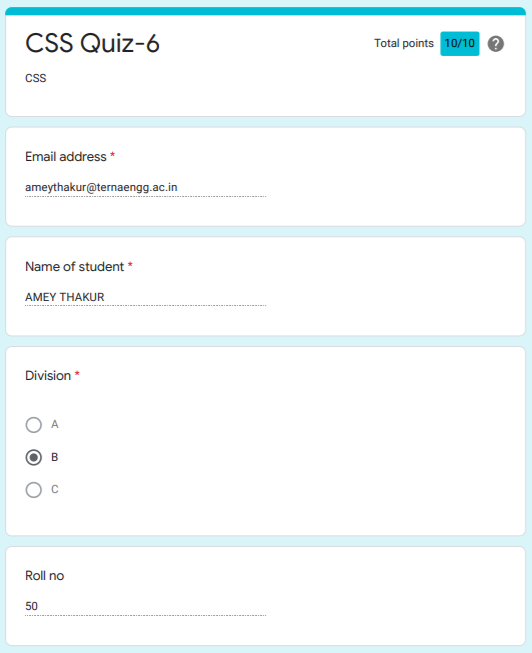 CSS Quiz-6
Total points 10/10 ?
CSS
Email address *
ameythakur@ternaengg.ac.in
Name of student *
AMEY THAKUR
Division *
A
B
C
Roll no
50